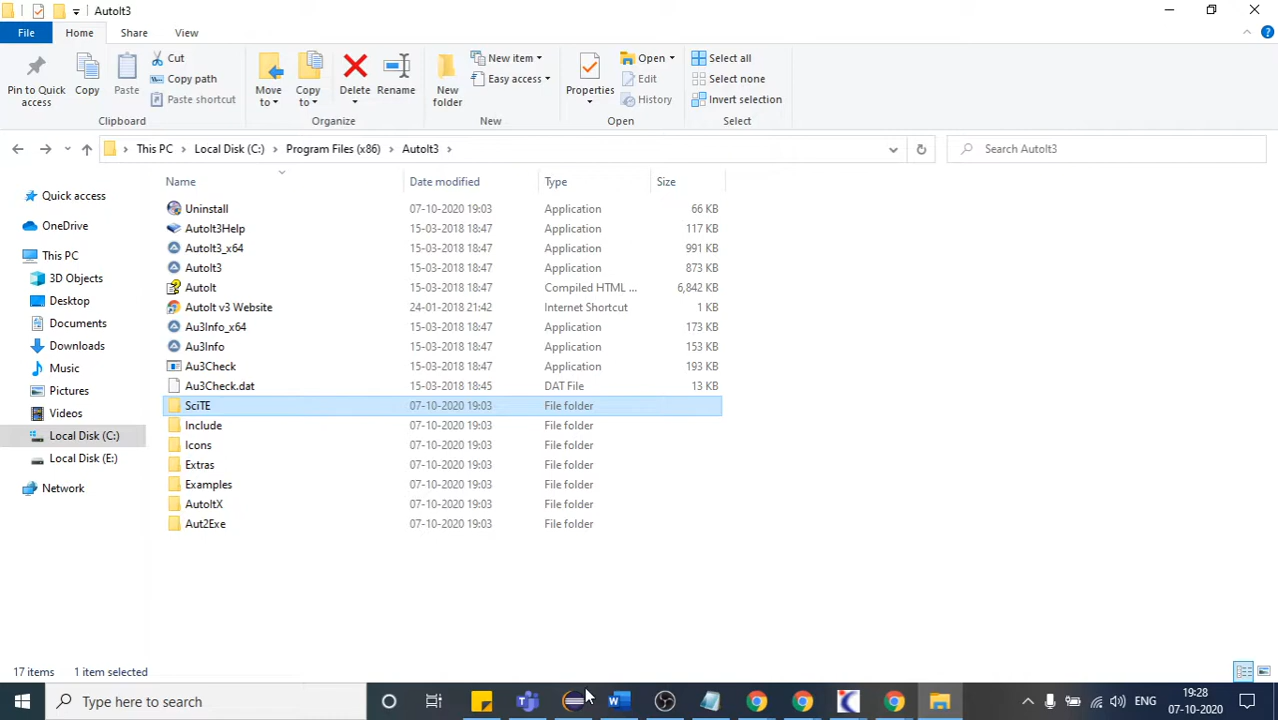 AutoIt3
File Home Share View
Pin to Quick access
Copy
Paste
Cut
Copy path
Paste shortcut
Clipboard
Move to
Copy to
Delete
Rename
Organize
New folder
New item
Easy access
New
Properties
Open
Edit
History
Open
Select all
Select none
Invert selection
Select
This PC > Local Disk (C:) > Program Files (x86) > AutoIt3 >
Search AutoIt3
Quick access
OneDrive
This PC
3D Objects
Desktop
Documents
Downloads
Music
Pictures
Videos
Local Disk (C:)
Local Disk (E:)
Network
Name Date modified Type Size
Uninstall 07-10-2020 19:03 Application 66 KB
AutoIt3Help 15-03-2018 18:47 Application 117 KB
AutoIt3_x64 15-03-2018 18:47 Application 991 KB
AutoIt3 15-03-2018 18:47 Application 873 KB
AutoIt 15-03-2018 18:47 Compiled HTML ... 6,842 KB
AutoIt v3 Website 24-01-2018 21:42 Internet Shortcut 1 KB
Au3Info_x64 15-03-2018 18:47 Application 173 KB
Au3Info 15-03-2018 18:47 Application 153 KB
Au3Check 15-03-2018 18:47 Application 193 KB
Au3Check.dat 15-03-2018 18:45 DAT File 13 KB
SciTE 07-10-2020 19:03 File folder
Include 07-10-2020 19:03 File folder
Icons 07-10-2020 19:03 File folder
Extras 07-10-2020 19:03 File folder
Examples 07-10-2020 19:03 File folder
AutoItX 07-10-2020 19:03 File folder
Aut2Exe 07-10-2020 19:03 File folder
17 items 1 item selected
Type here to search
ENG
19:28
07-10-2020